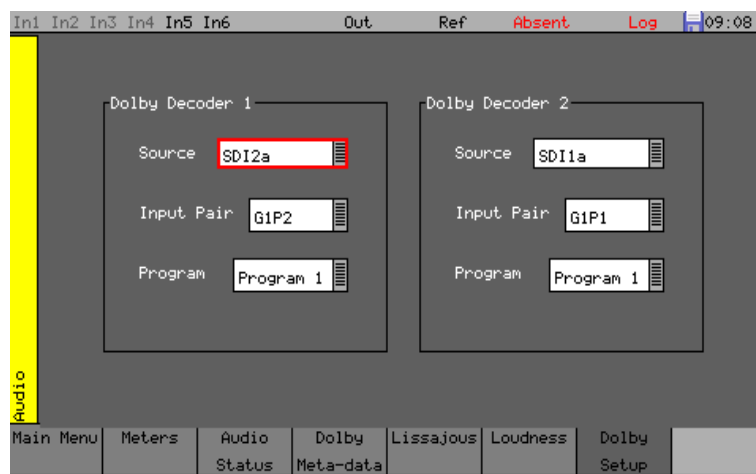 In1 In2 In3 In4 In5 In6 Out Ref Absent Log 09:08
Dolby Decoder 1
Source SDI2a
Input Pair G1P2
Program Program 1
Dolby Decoder 2
Source SDI1a
Input Pair G1P1
Program Program 1
Audio
Main Menu
Meters
Audio
Status
Dolby
Meta-data
Lissajous
Loudness
Dolby
Setup